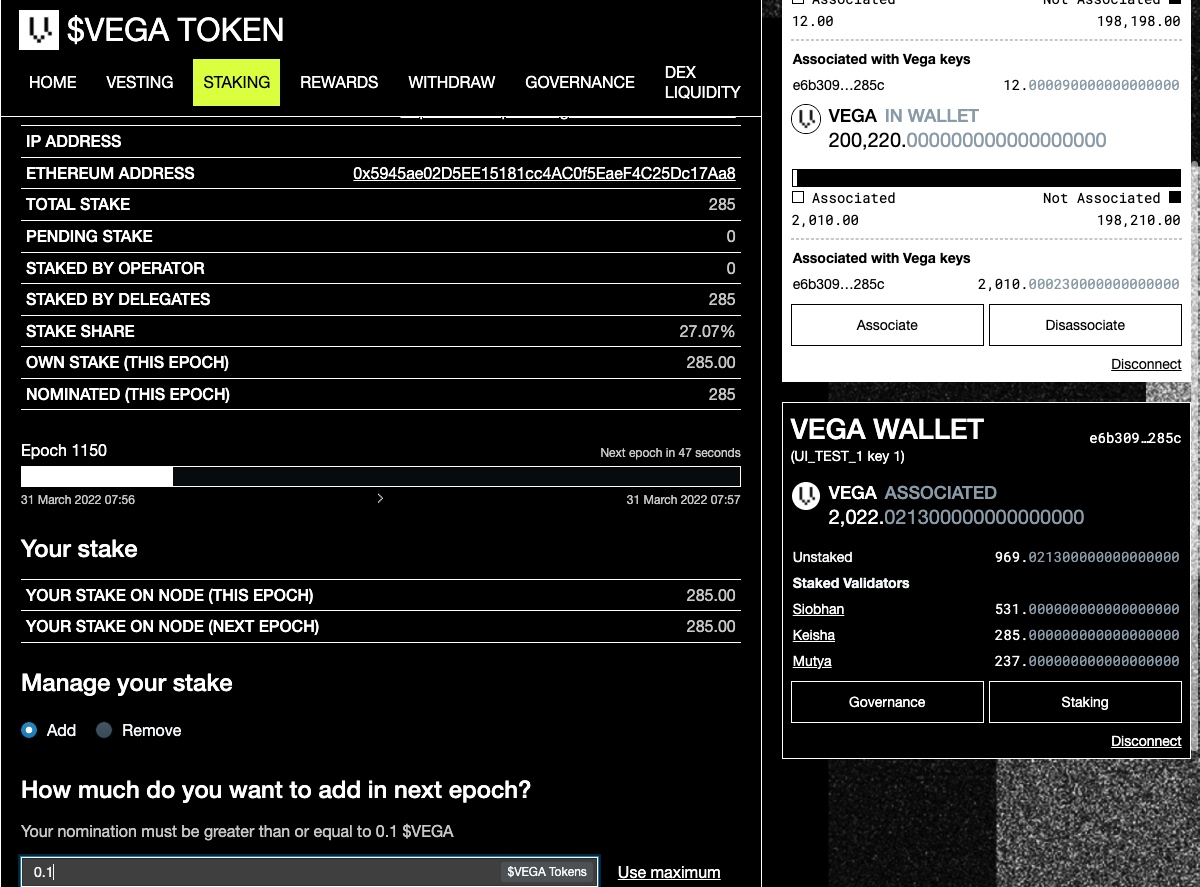 $VEGA TOKEN
HOME VESTING STAKING REWARDS WITHDRAW GOVERNANCE DEX LIQUIDITY
IP ADDRESS
ETHEREUM ADDRESS 0x5945ae02D5EE15181cc4AC0f5EaeF4C25Dc17Aa8
TOTAL STAKE 285
PENDING STAKE 0
STAKED BY OPERATOR 0
STAKED BY DELEGATES 285
STAKE SHARE 27.07%
OWN STAKE (THIS EPOCH) 285.00
NOMINATED (THIS EPOCH) 285
Epoch 1150 Next epoch in 47 seconds
31 March 2022 07:56 31 March 2022 07:57
Your stake
YOUR STAKE ON NODE (THIS EPOCH) 285.00
YOUR STAKE ON NODE (NEXT EPOCH) 285.00
Manage your stake
Add Remove
How much do you want to add in next epoch?
Your nomination must be greater than or equal to 0.1 $VEGA
0.1 $VEGA Tokens Use maximum
Associated Not Associated
12.00 198,198.00
Associated with Vega keys
e6b309…285c 12.000090000000000000
VEGA IN WALLET
200,220.000000000000000000
Associated Not Associated
2,010.00 198,210.00
Associated with Vega keys
e6b309…285c 2,010.000230000000000000
Associate Disassociate
Disconnect
VEGA WALLET e6b309…285c
(UI_TEST_1 key 1)
VEGA ASSOCIATED
2,022.021300000000000000
Unstaked 969.021300000000000000
Staked Validators
Siobhan 531.000000000000000000
Keisha 285.000000000000000000
Mutya 237.000000000000000000
Governance Staking
Disconnect